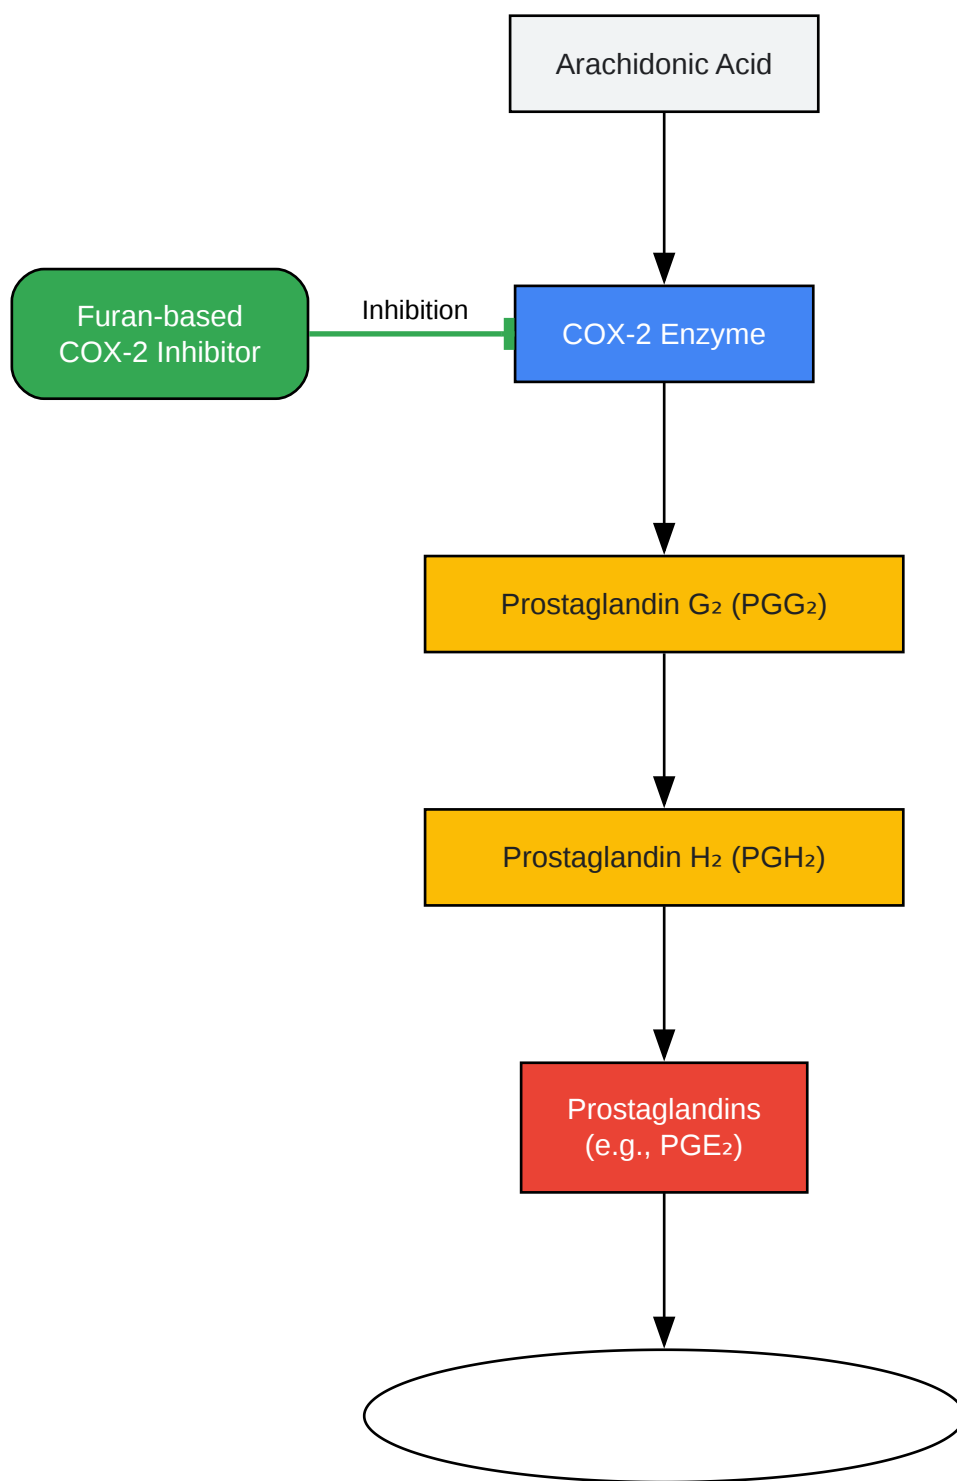 Arachidonic Acid
Furan-based
COX-2 Inhibitor
Inhibition
COX-2 Enzyme
Prostaglandin G₂ (PGG₂)
Prostaglandin H₂ (PGH₂)
Prostaglandins
(e.g., PGE₂)